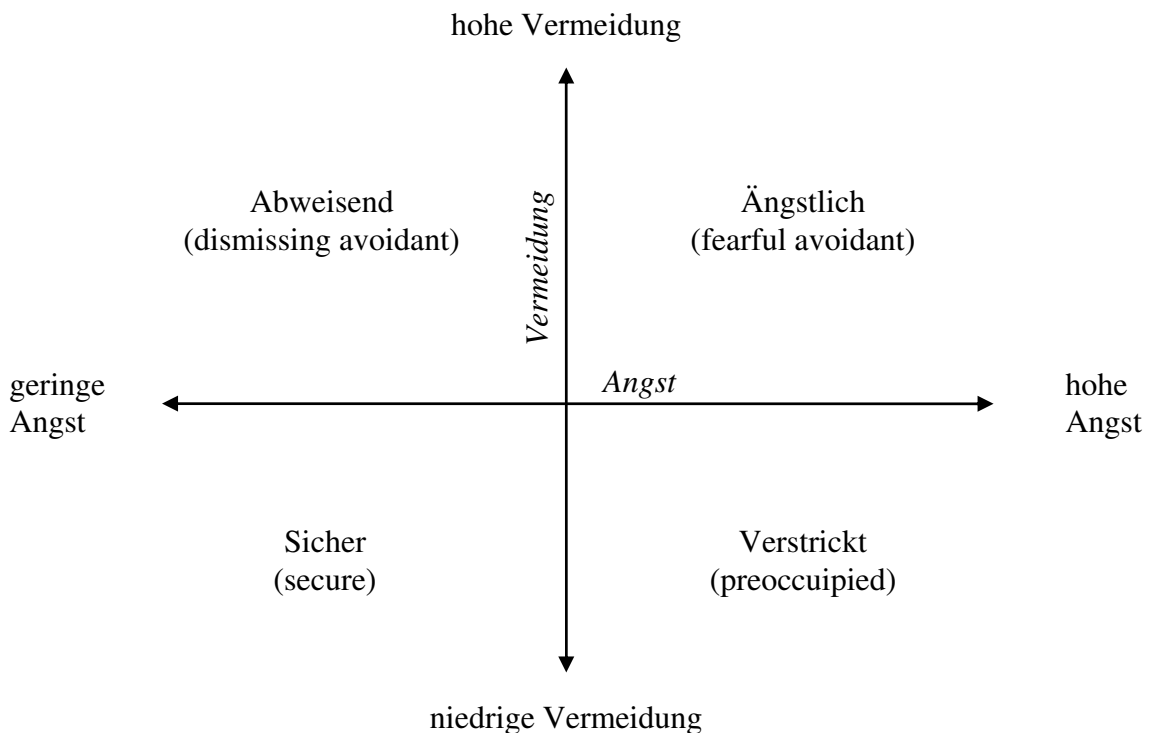 hohe Vermeidung
Abweisend
(dismissing avoidant)
Vermeidung
Ängstlich
(fearful avoidant)
geringe
Angst
Angst
hohe
Angst
Sicher
(secure)
Verstrickt
(preoccuipied)
niedrige Vermeidung